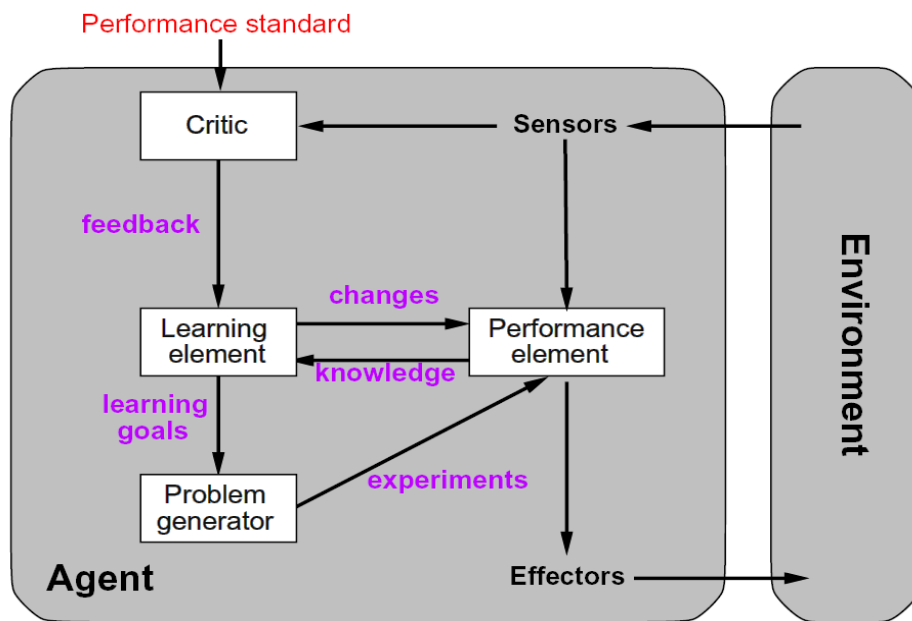 Performance standard
Critic
Sensors
feedback
changes
Learning
element
Performance
element
knowledge
learning
goals
experiments
Problem
generator
Agent
Effectors
Environment